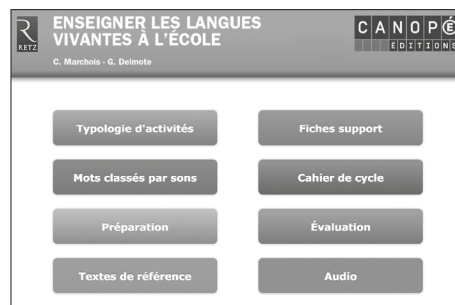 RETZ
ENSEIGNER LES LANGUES
VIVANTES À L'ÉCOLE
C. Marchois - G. Delmote
CANOPÉ
ÉDITIONS
Typologie d'activités
Fiches support
Mots classés par sons
Cahier de cycle
Préparation
Évaluation
Textes de référence
Audio